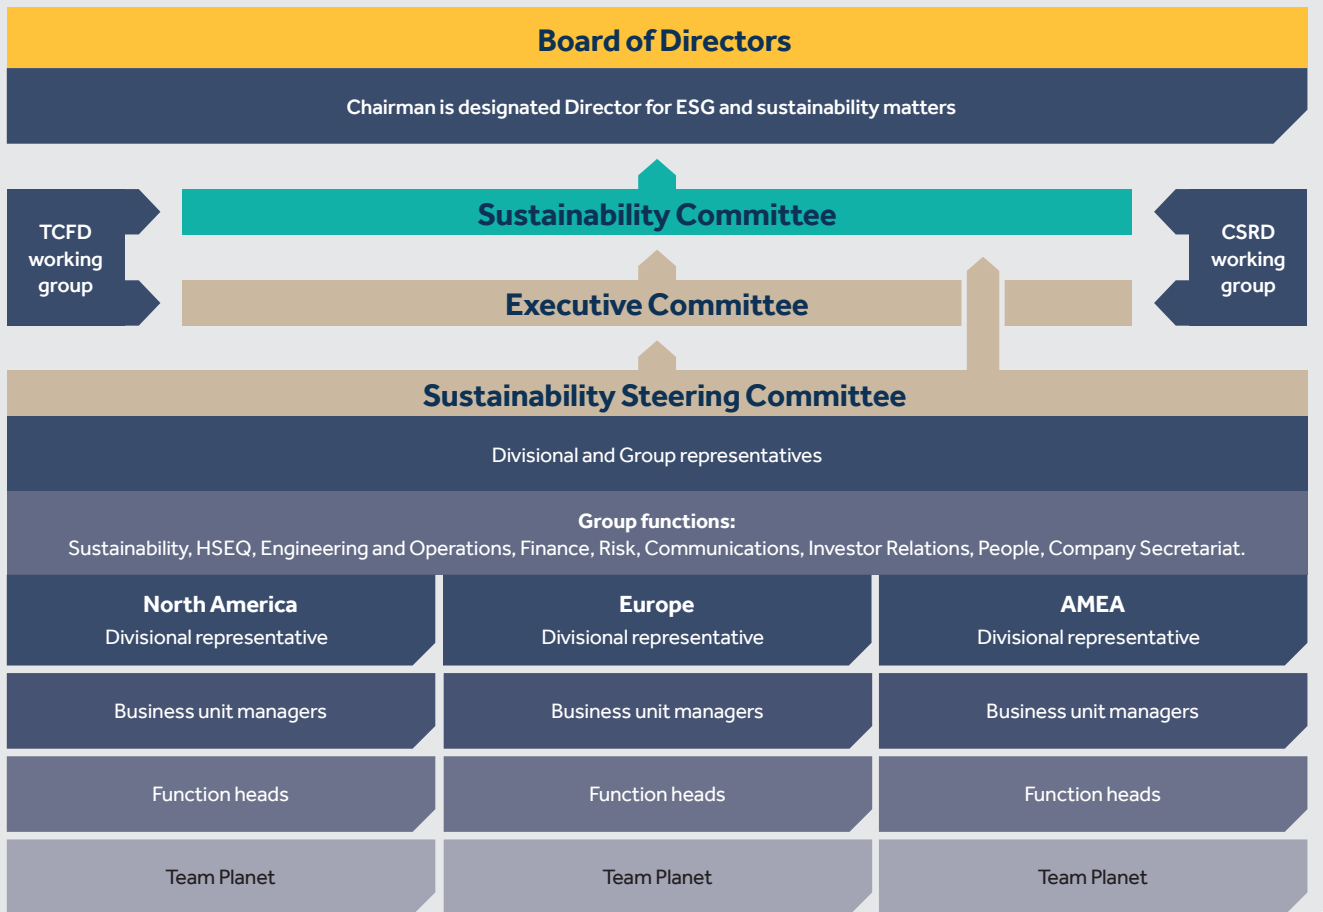 Board of Directors
Chairman is designated Director for ESG and sustainability matters
TCFD
working
group
Sustainability Committee
Executive Committee
CSRD
working
group
Sustainability Steering Committee
Divisional and Group representatives
Group functions:
Sustainability, HSEQ, Engineering and Operations, Finance, Risk, Communications, Investor Relations, People, Company Secretariat.
North America
Divisional representative
Europe
Divisional representative
AMEA
Divisional representative
Business unit managers
Business unit managers
Business unit managers
Function heads
Function heads
Function heads
Team Planet
Team Planet
Team Planet